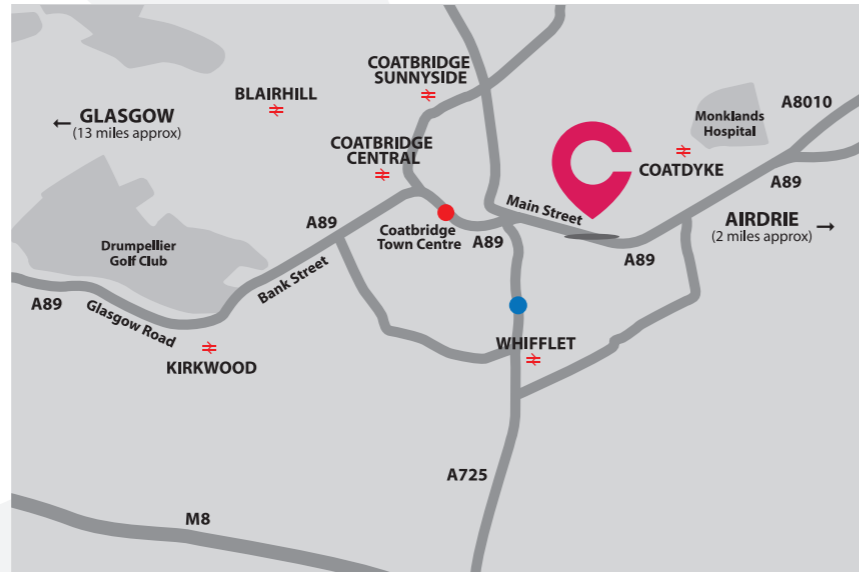 COATBRIDGE
SUNNYSIDE
BLAIRHILL
A8010
← GLASGOW
(13 miles approx)
Monklands
Hospital
COATBRIDGE
CENTRAL
COATDYKE
A89
Main Street
AIRDRIE →
(2 miles approx)
A89
Coatbridge
Town Centre
A89
A89
Drumpellier
Golf Club
Bank Street
A89
Glasgow Road
WHIFFLET
KIRKWOOD
A725
M8